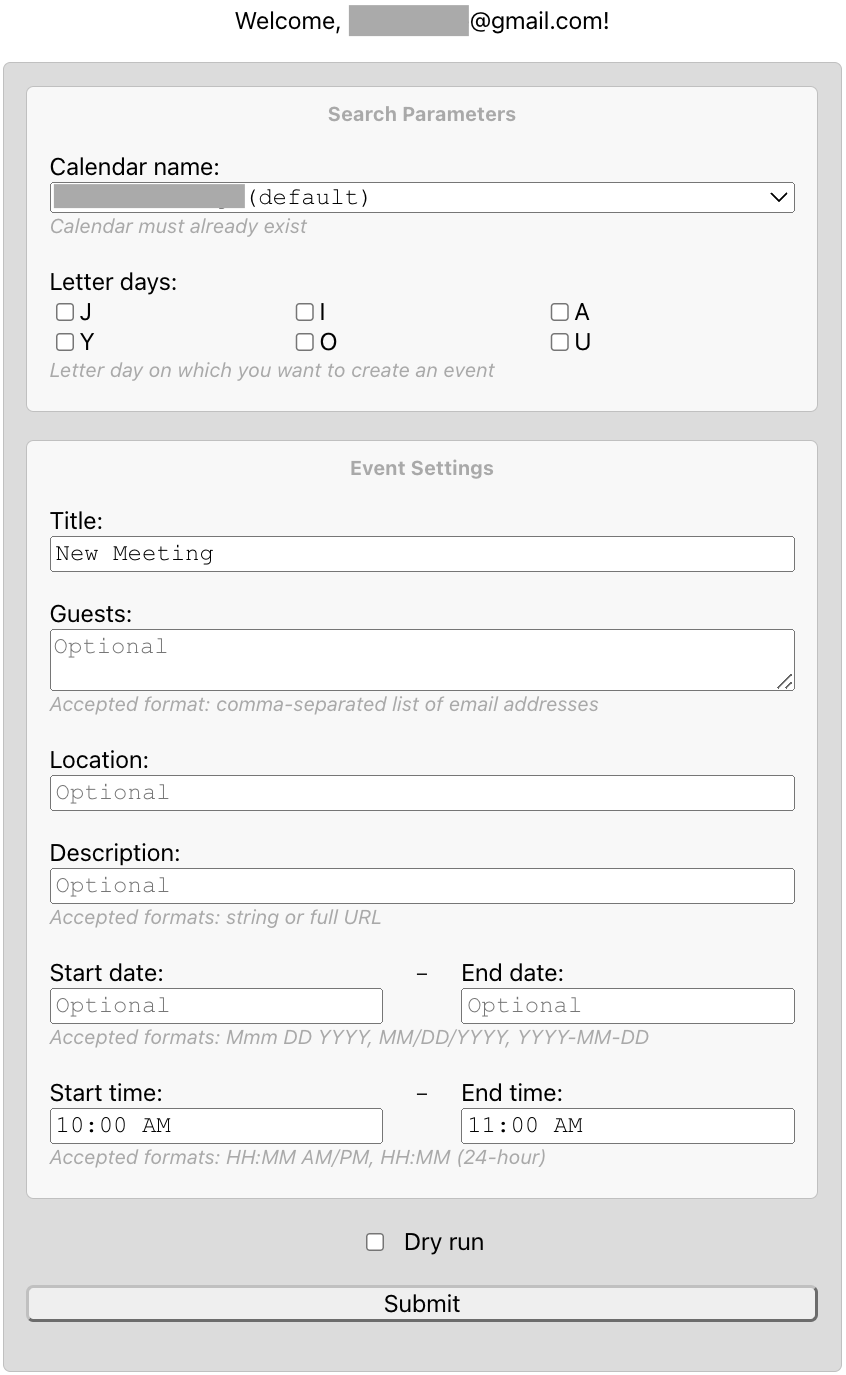 Welcome, @gmail.com!
Search Parameters
Calendar name:
(default)
Calendar must already exist
Letter days:
J I A
Y O U
Letter day on which you want to create an event
Event Settings
Title:
New Meeting
Guests:
Optional
Accepted format: comma-separated list of email addresses
Location:
Optional
Description:
Optional
Accepted formats: string or full URL
Start date: – End date:
Optional Optional
Accepted formats: Mmm DD YYYY, MM/DD/YYYY, YYYY-MM-DD
Start time: – End time:
10:00 AM 11:00 AM
Accepted formats: HH:MM AM/PM, HH:MM (24-hour)
Dry run
Submit